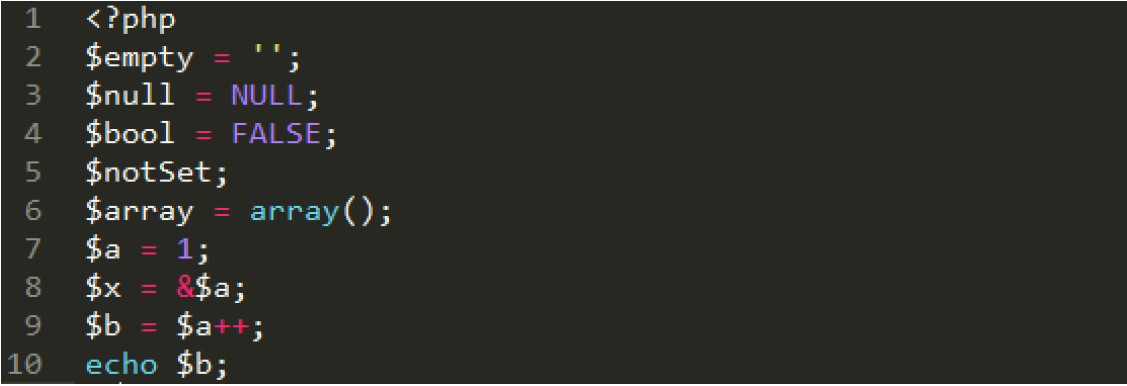 1 <?php
2 $empty = '';
3 $null = NULL;
4 $bool = FALSE;
5 $notSet;
6 $array = array();
7 $a = 1;
8 $x = &$a;
9 $b = $a++;
10 echo $b;